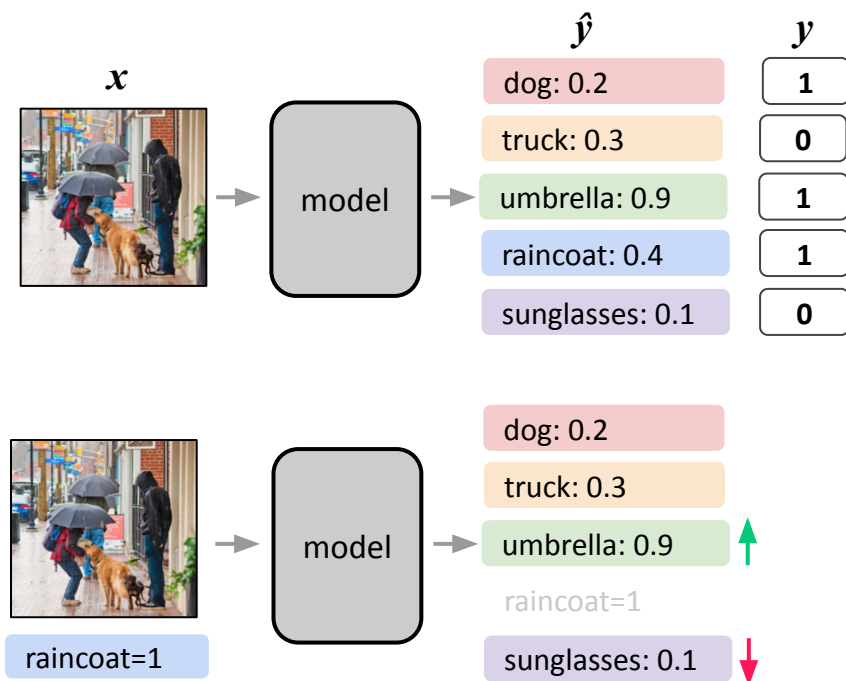 x
ŷ
y
model
dog: 0.2
1
truck: 0.3
0
umbrella: 0.9
1
raincoat: 0.4
1
sunglasses: 0.1
0
raincoat=1
model
dog: 0.2
truck: 0.3
umbrella: 0.9
raincoat=1
sunglasses: 0.1